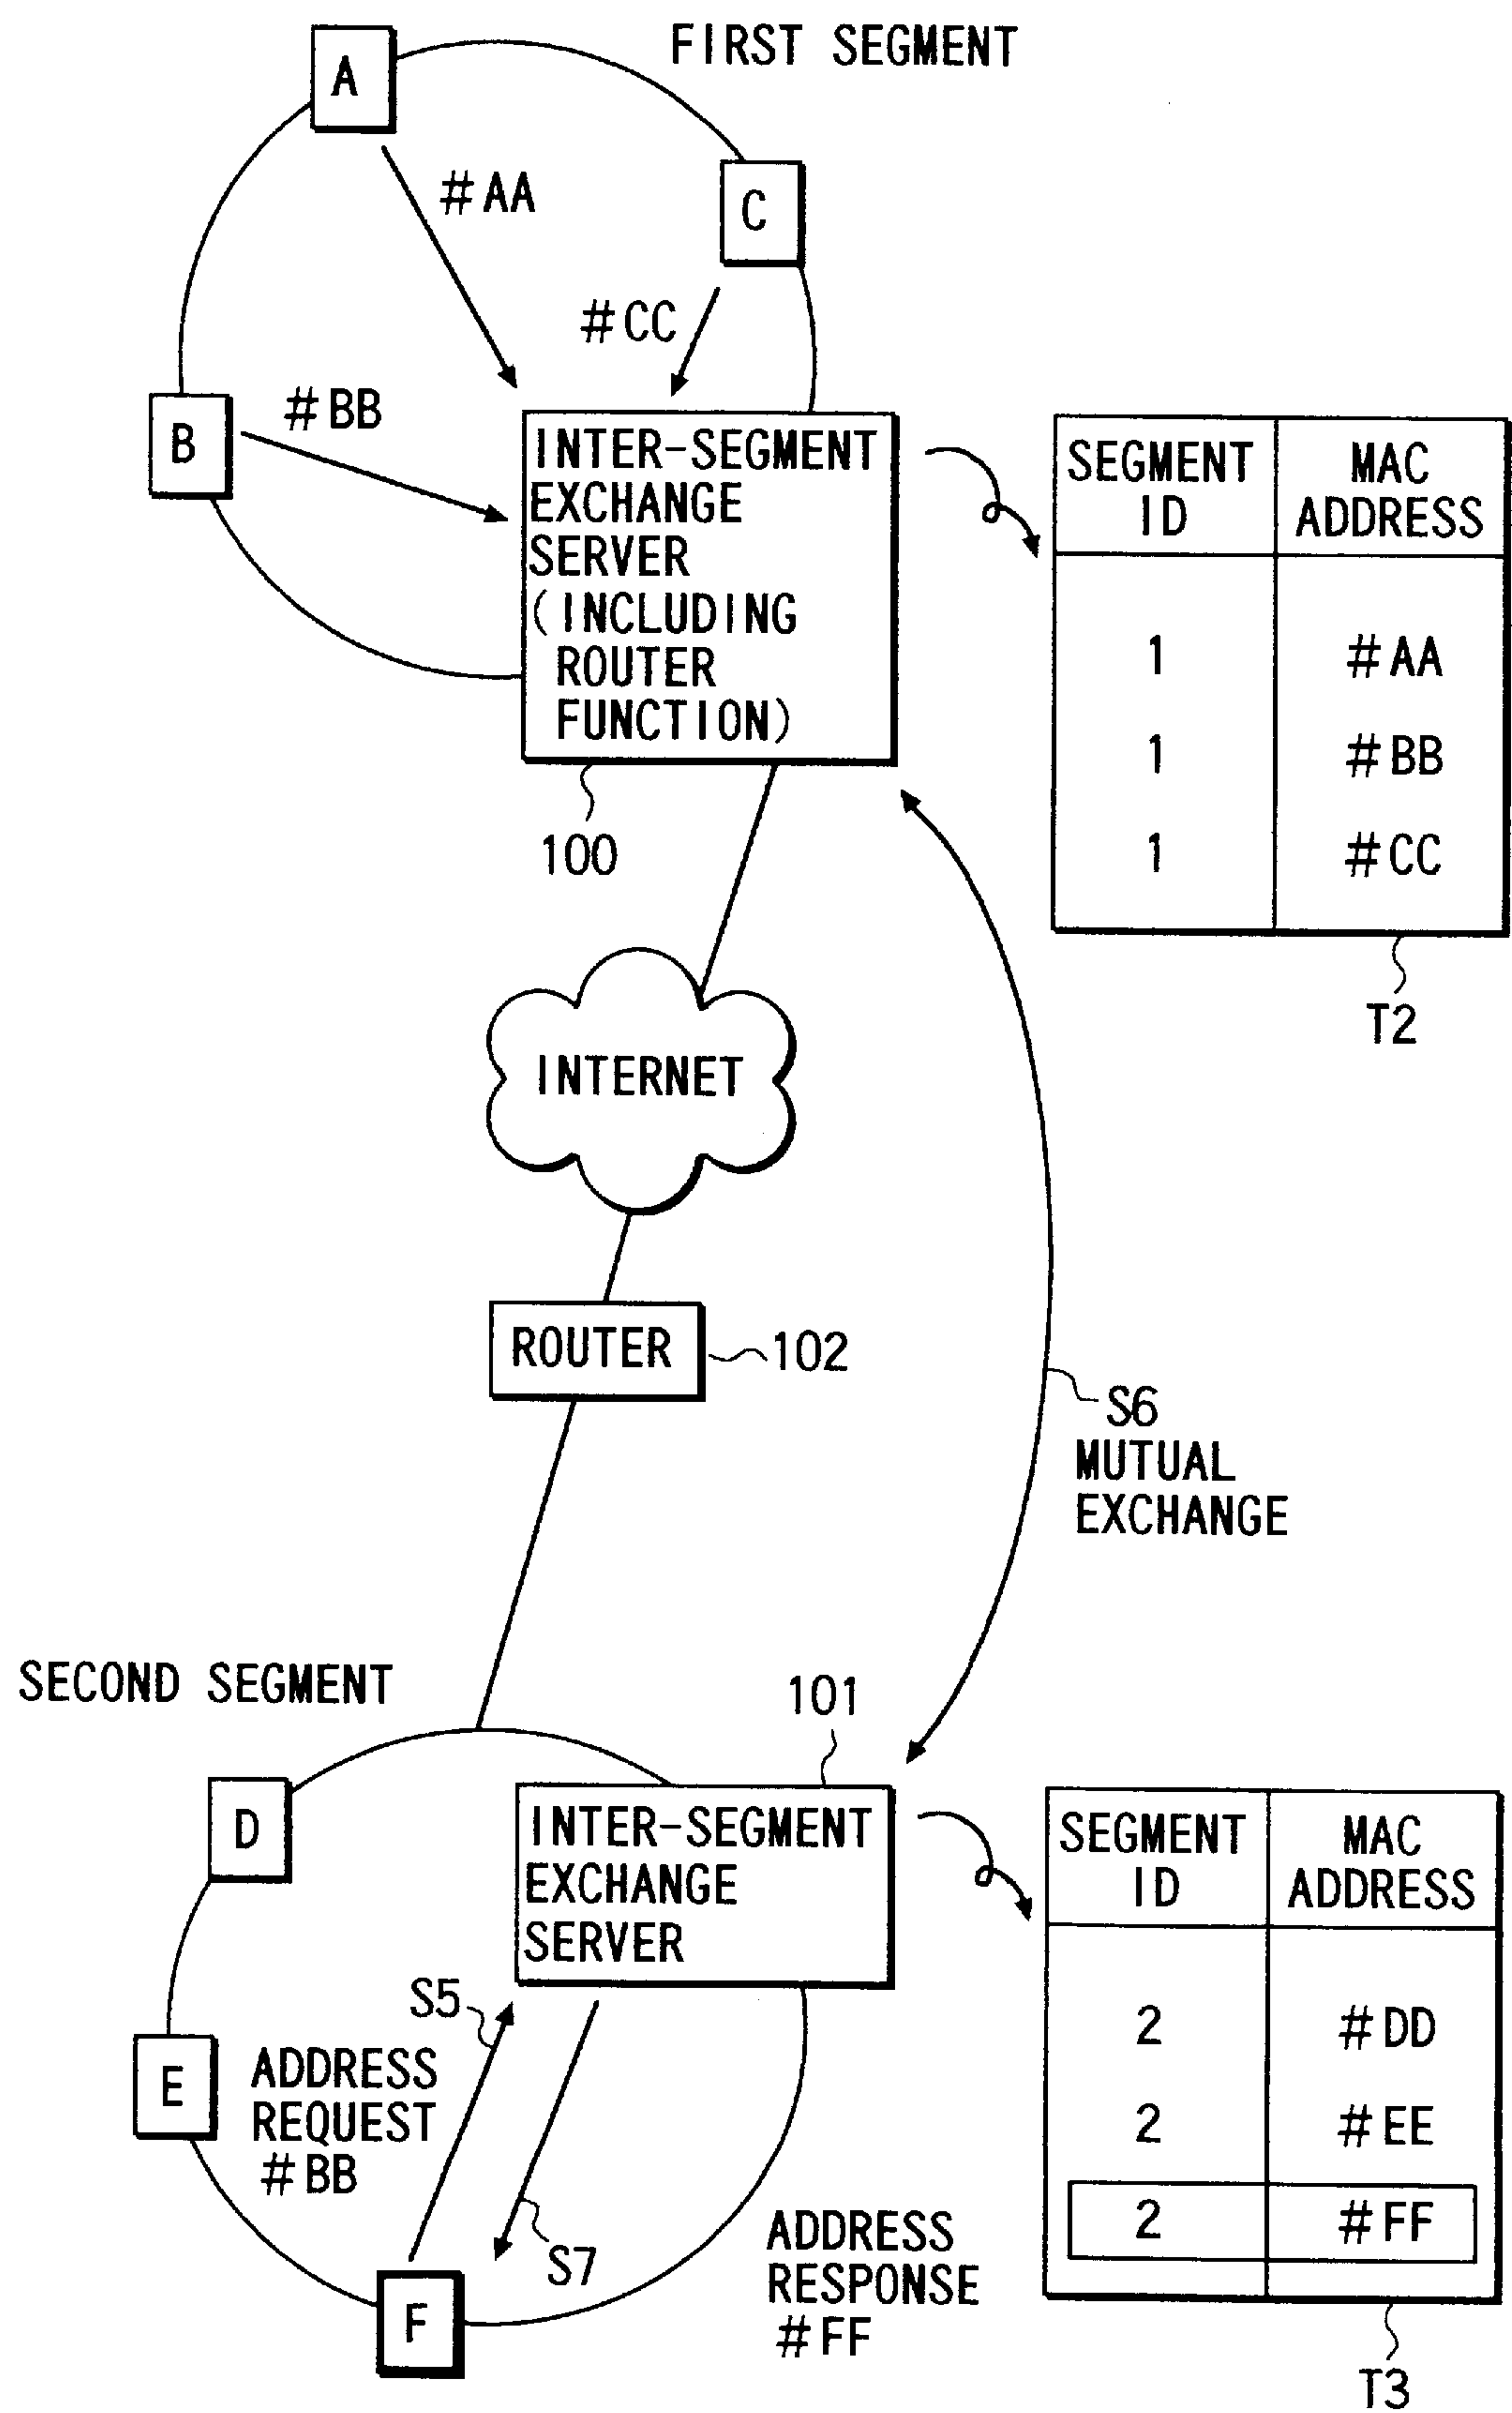 FIRST SEGMENT
A
#AA
C
#CC
#BB
B
INTER-SEGMENT
EXCHANGE
SERVER
(INCLUDING
ROUTER
FUNCTION)
100
SEGMENT ID
MAC ADDRESS
1 #AA
1 #BB
1 #CC
T2
INTERNET
ROUTER
102
S6
MUTUAL
EXCHANGE
SECOND SEGMENT
101
D
INTER-SEGMENT
EXCHANGE
SERVER
SEGMENT ID
MAC ADDRESS
2 #DD
2 #EE
2 #FF
T3
S5
E
ADDRESS
REQUEST
#BB
S7
F
ADDRESS
RESPONSE
#FF